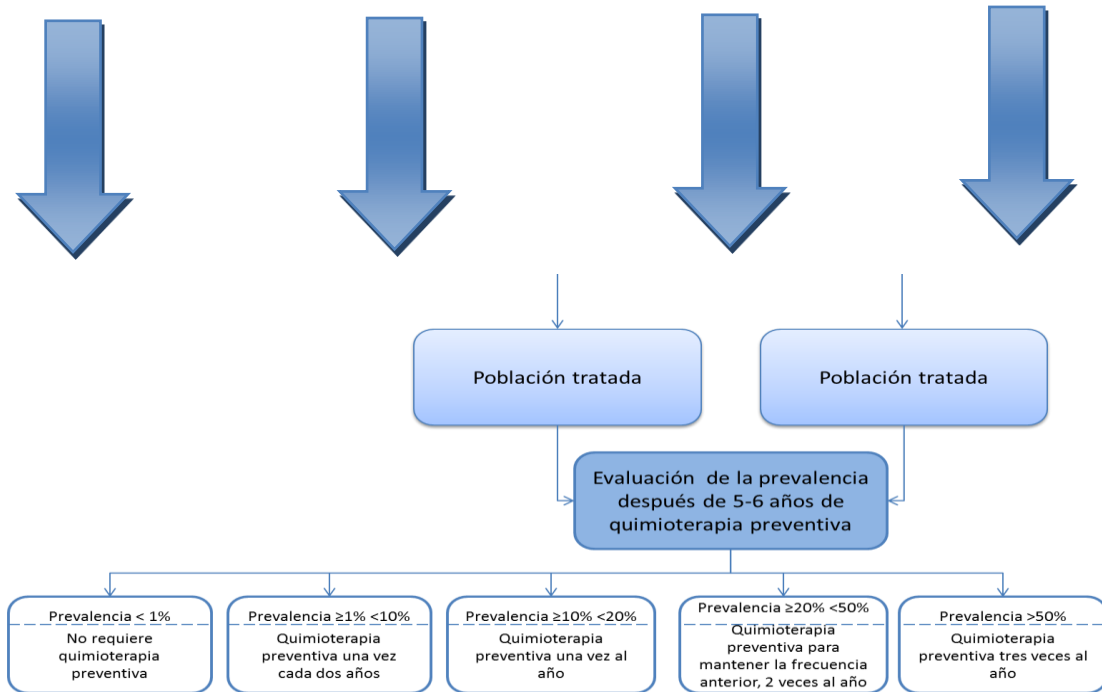 Población tratada
Población tratada
Evaluación de la prevalencia
después de 5-6 años de
quimioterapia preventiva
Prevalencia < 1%
No requiere
quimioterapia
preventiva
Prevalencia ≥1% <10%
Quimioterapia
preventiva una vez
cada dos años
Prevalencia ≥10% <20%
Quimioterapia
preventiva una vez al
año
Prevalencia ≥20% <50%
Quimioterapia
preventiva para
mantener la frecuencia
anterior, 2 veces al año
Prevalencia >50%
Quimioterapia
preventiva tres veces al
año